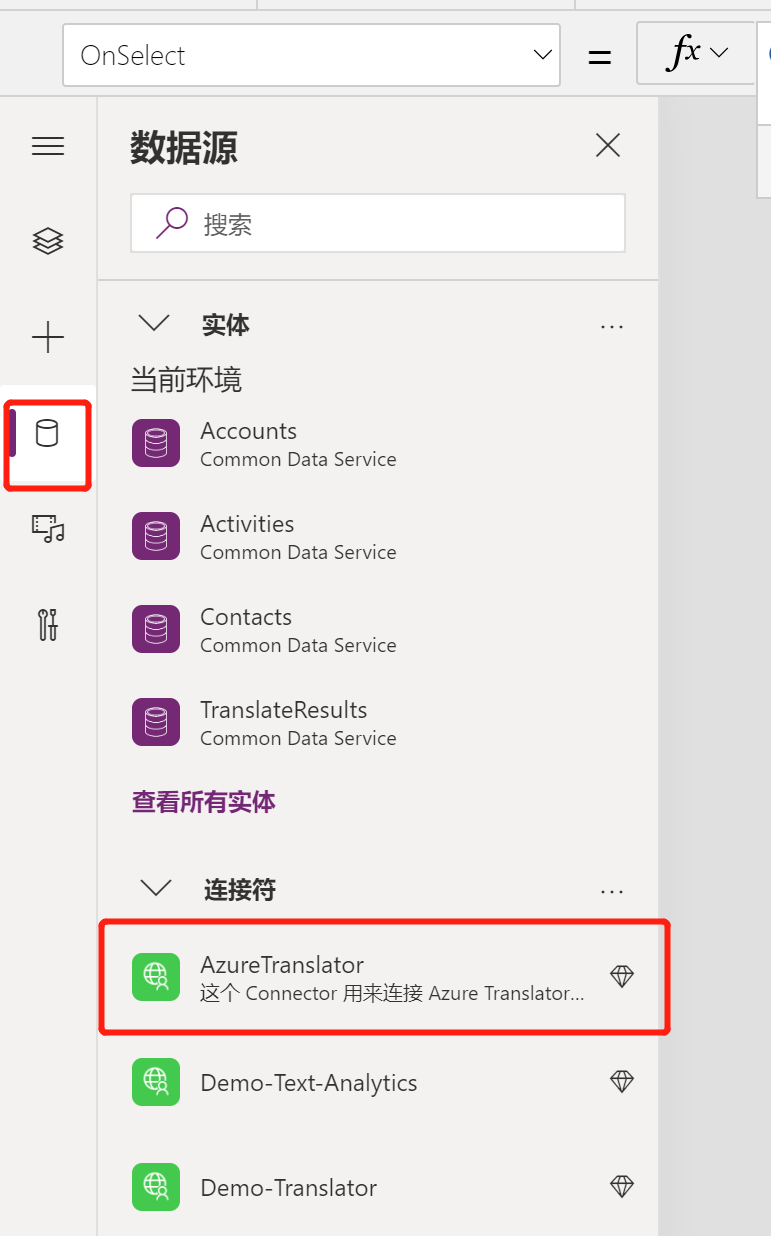 OnSelect
=
fx
数据源
搜索
实体
...
当前环境
Accounts
Common Data Service
Activities
Common Data Service
Contacts
Common Data Service
TranslateResults
Common Data Service
查看所有实体
连接符
...
AzureTranslator
这个 Connector 用来连接 Azure Translator...
Demo-Text-Analytics
Demo-Translator